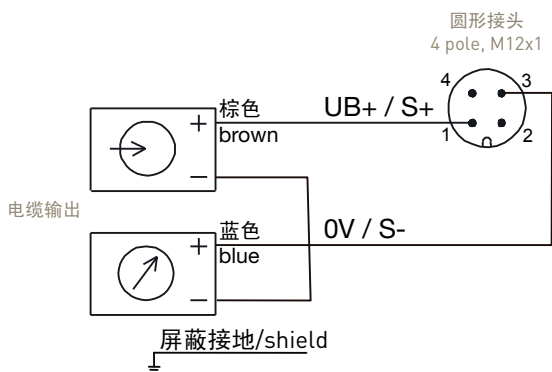 圆形接头
4 pole, M12x1
4
3
1
2
棕色
brown
UB+ / S+
+
−
电缆输出
蓝色
blue
0V / S-
+
−
屏蔽接地/shield